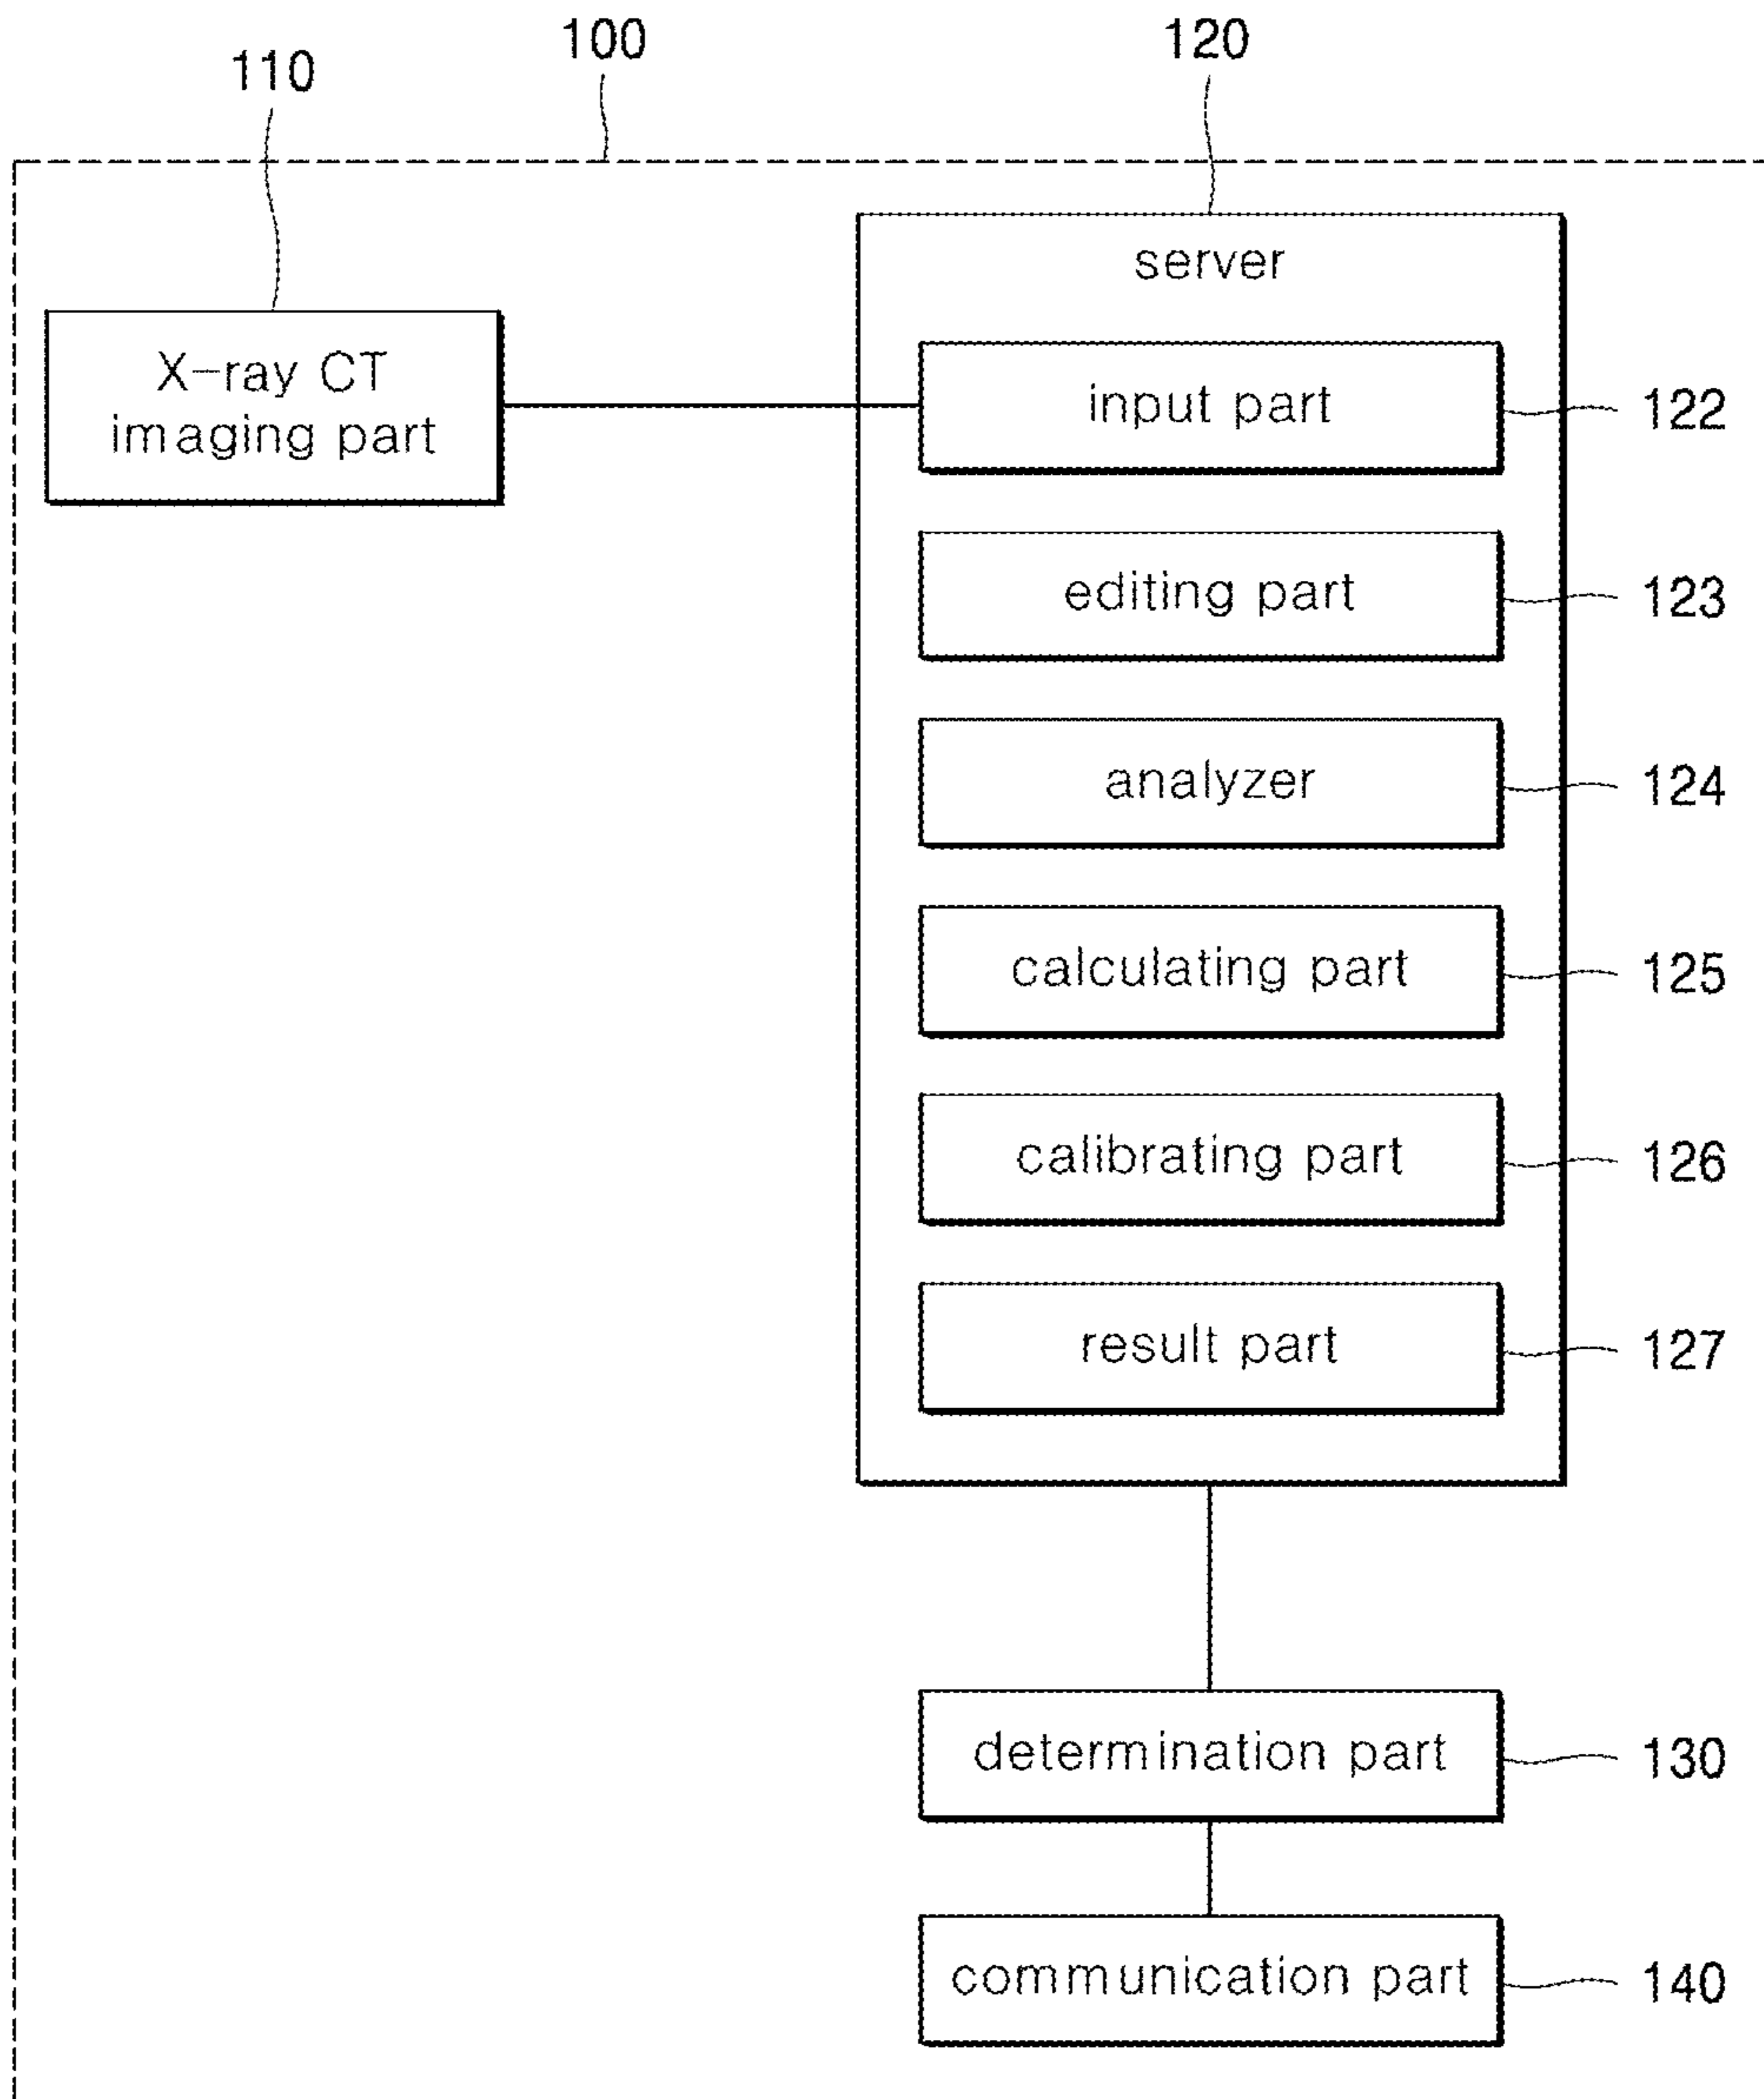 100
120
110
server
X-ray CT
imaging part
input part
122
editing part
123
analyzer
124
calculating part
125
calibrating part
126
result part
127
determination part
130
communication part
140